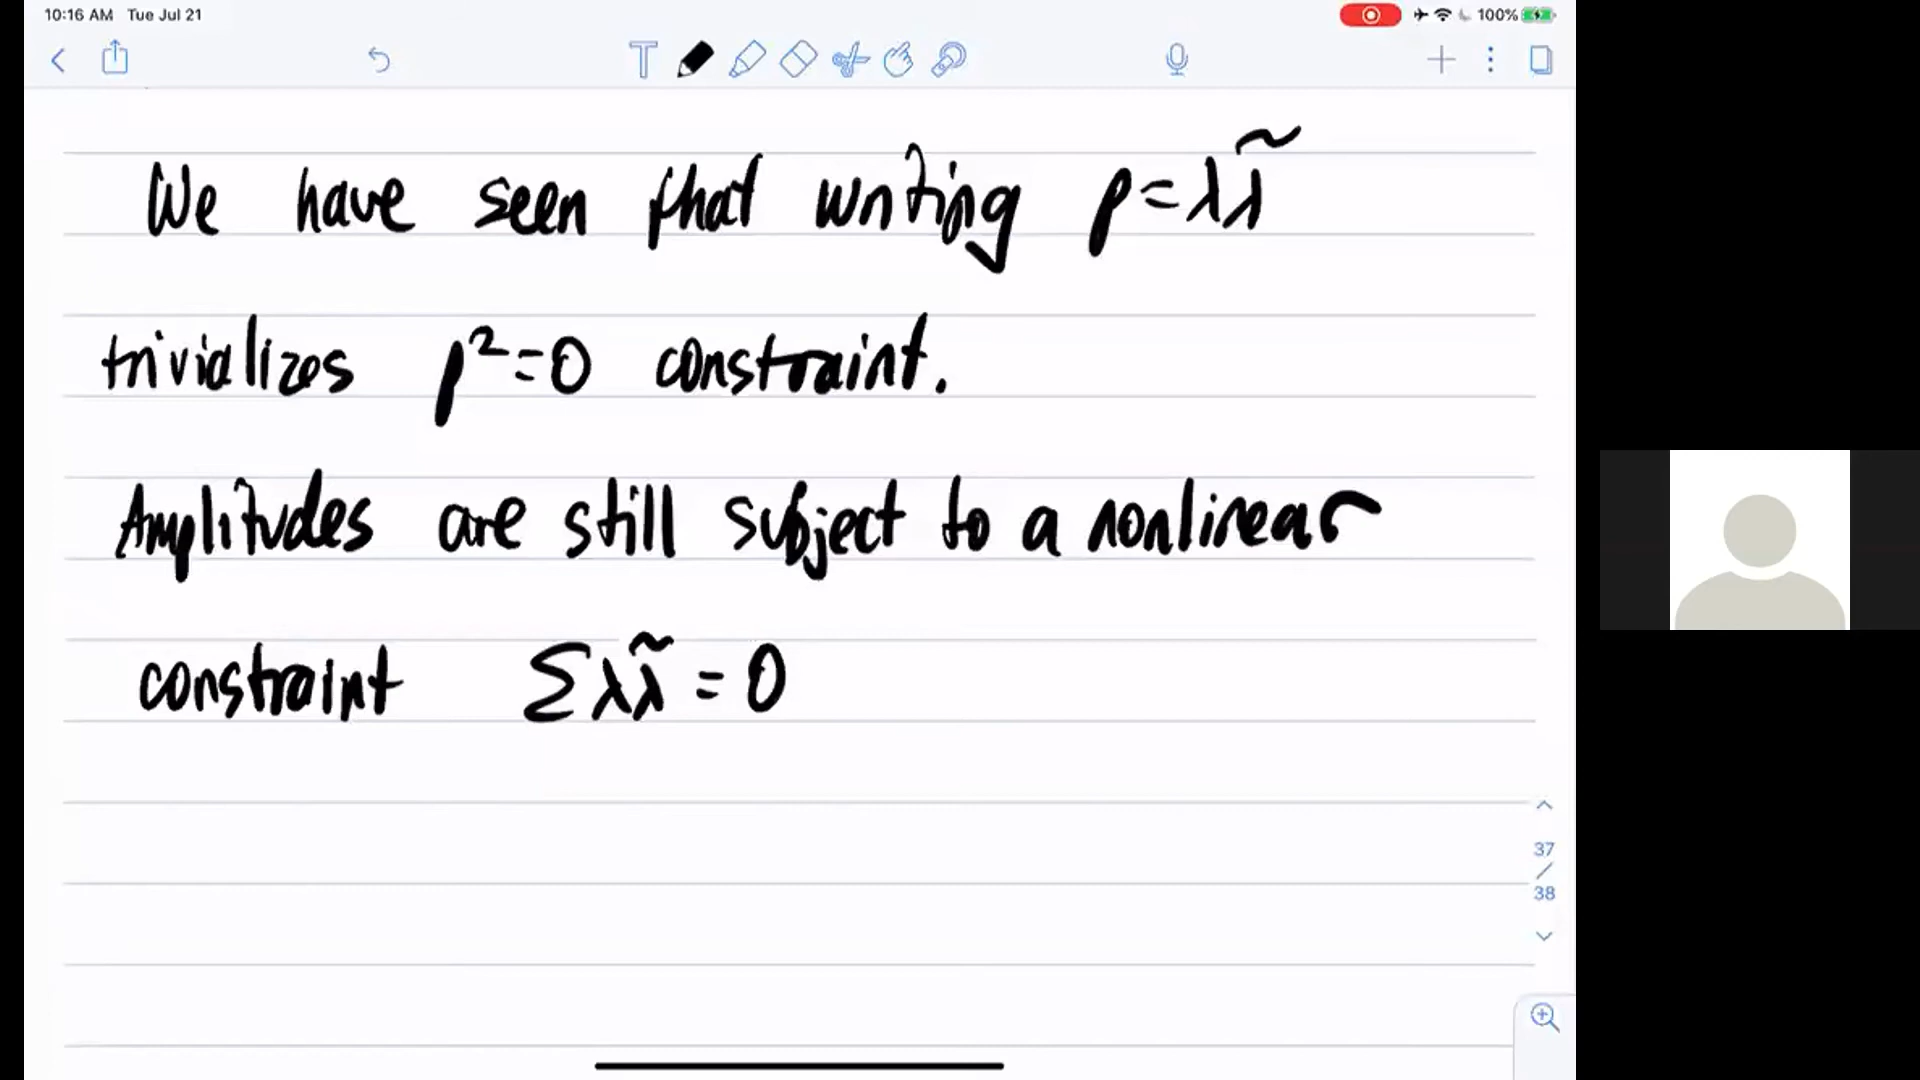 10:16 AM Tue Jul 21
100%
We have seen that writing p=λλ̃
trivializes p²=0 constraint.
Amplitudes are still subject to a nonlinear
constraint Σλλ̃ = 0
37
/
38